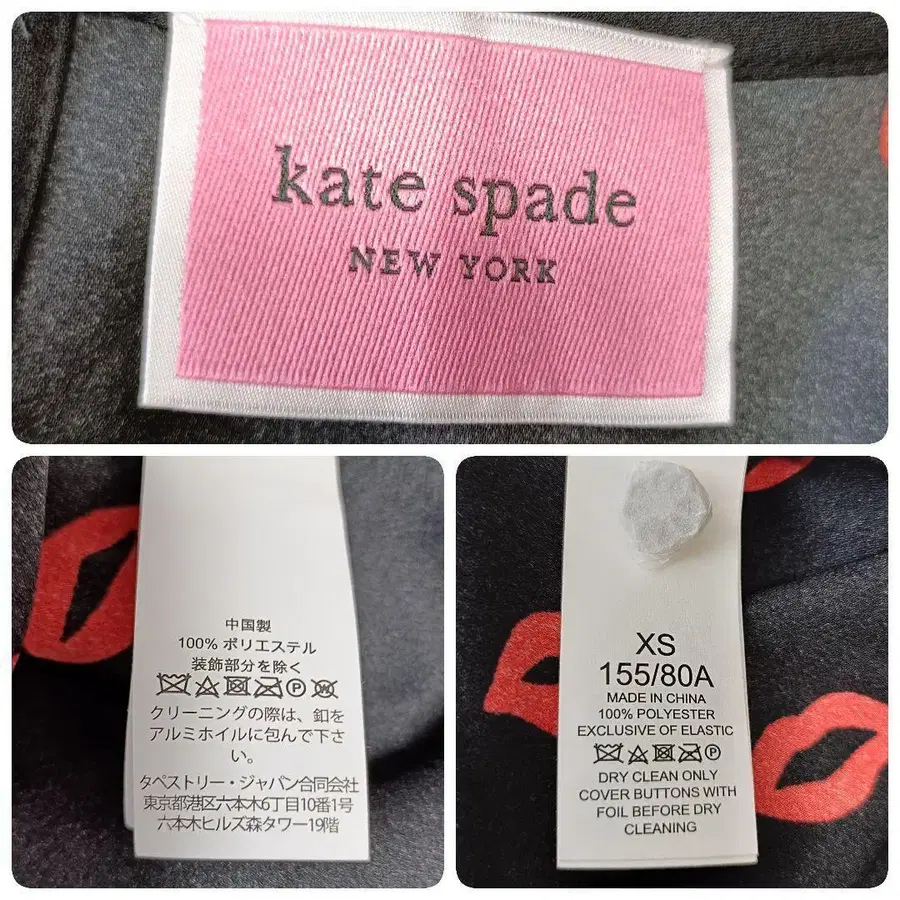 kate spade
NEW YORK
中国製
100% ポリエステル
装飾部分を除く
クリーニングの際は、釦を
アルミホイルに包んで下さ
い。
タペストリー・ジャパン合同会社
東京都港区六本木6丁目10番1号
六本木ヒルズ森タワー19階
XS
155/80A
MADE IN CHINA
100% POLYESTER
EXCLUSIVE OF ELASTIC
DRY CLEAN ONLY
COVER BUTTONS WITH
FOIL BEFORE DRY
CLEANING